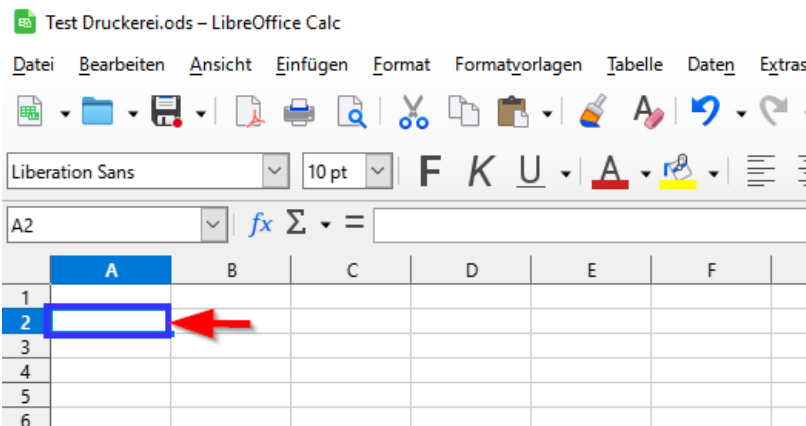 Test Druckerei.ods – LibreOffice Calc
Datei Bearbeiten Ansicht Einfügen Format Formatvorlagen Tabelle Daten Extras
Liberation Sans 10 pt F K U A
A2 fx Σ =
A B C D E F
1
2
3
4
5
6